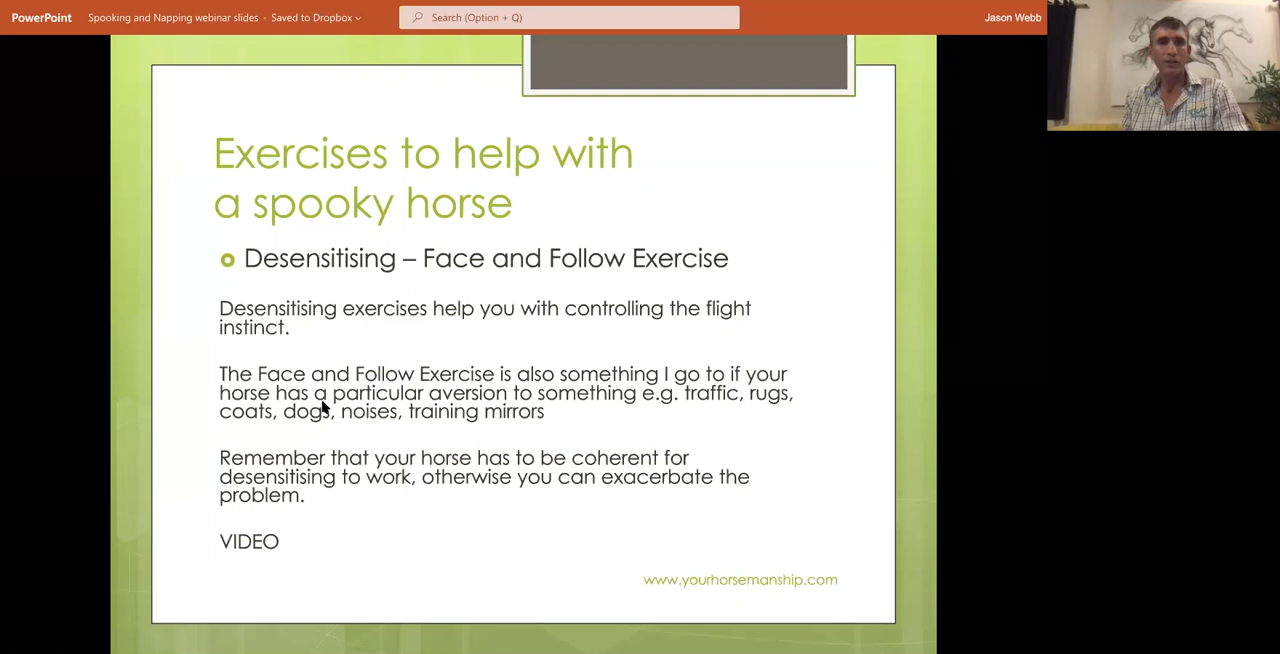 PowerPoint
Spooking and Napping webinar slides - Saved to Dropbox
Search (Option + Q)
Jason Webb
Exercises to help with
a spooky horse
Desensitising – Face and Follow Exercise
Desensitising exercises help you with controlling the flight
instinct.
The Face and Follow Exercise is also something I go to if your
horse has a particular aversion to something e.g. traffic, rugs,
coats, dogs, noises, training mirrors
Remember that your horse has to be coherent for
desensitising to work, otherwise you can exacerbate the
problem.
VIDEO
www.yourhorsemanship.com